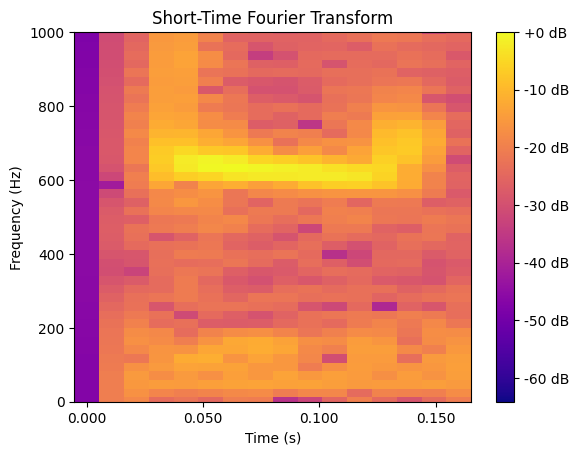 Short-Time Fourier Transform
1000
800
600
400
200
0
Frequency (Hz)
0.000
0.050
0.100
0.150
Time (s)
+0 dB
-10 dB
-20 dB
-30 dB
-40 dB
-50 dB
-60 dB